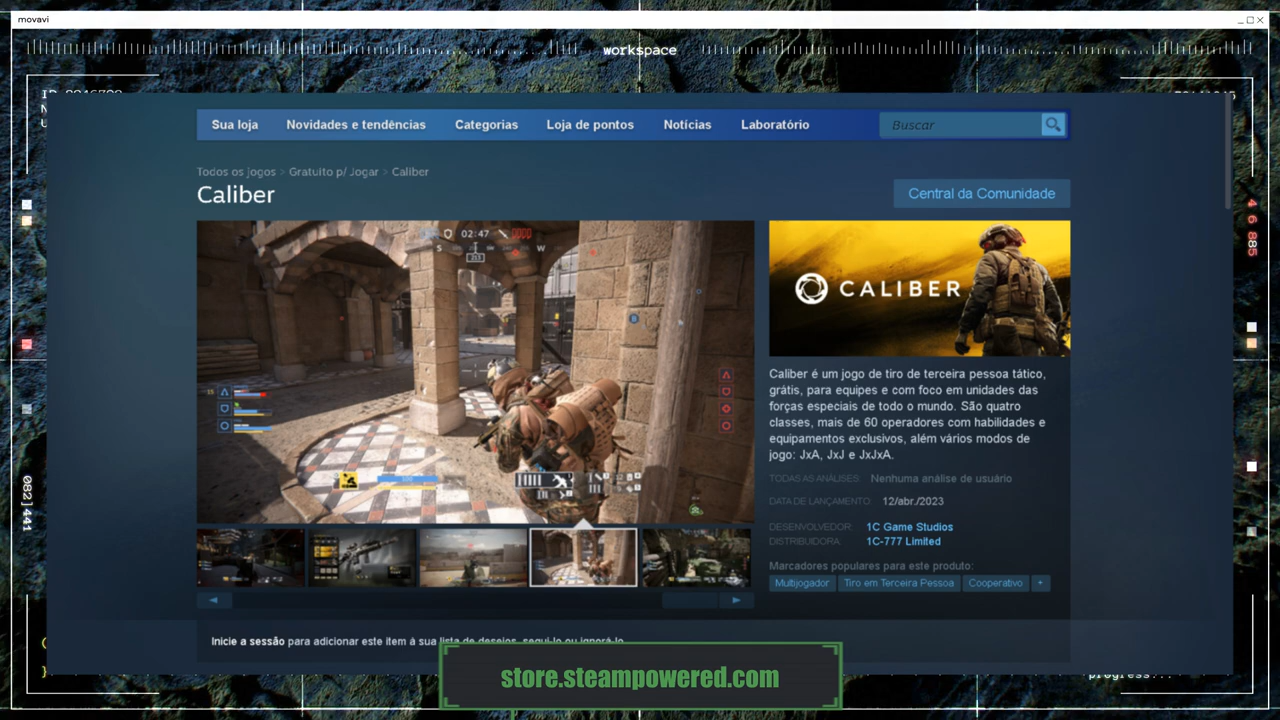 movavi
workspace
Sua loja Novidades e tendências Categorias Loja de pontos Notícias Laboratório Buscar
Todos os jogos > Gratuito p/ Jogar > Caliber
Caliber
Central da Comunidade
02:47
S W
213
CALIBER
Caliber é um jogo de tiro de terceira pessoa tático,
grátis, para equipes e com foco em unidades das
forças especiais de todo o mundo. São quatro
classes, mais de 60 operadores com habilidades e
equipamentos exclusivos, além vários modos de
jogo: JxA, JxJ e JxJxA.
TODAS AS ANÁLISES: Nenhuma análise de usuário
DATA DE LANÇAMENTO: 12/abr./2023
DESENVOLVEDOR: 1C Game Studios
DISTRIBUIDORA: 1C-777 Limited
Marcadores populares para este produto:
Multijogador Tiro em Terceira Pessoa Cooperativo +
Inicie a sessão para adicionar este item à sua lista de desejos, segui-lo ou ignorá-lo
store.steampowered.com
progress...
4 6 885
082]441